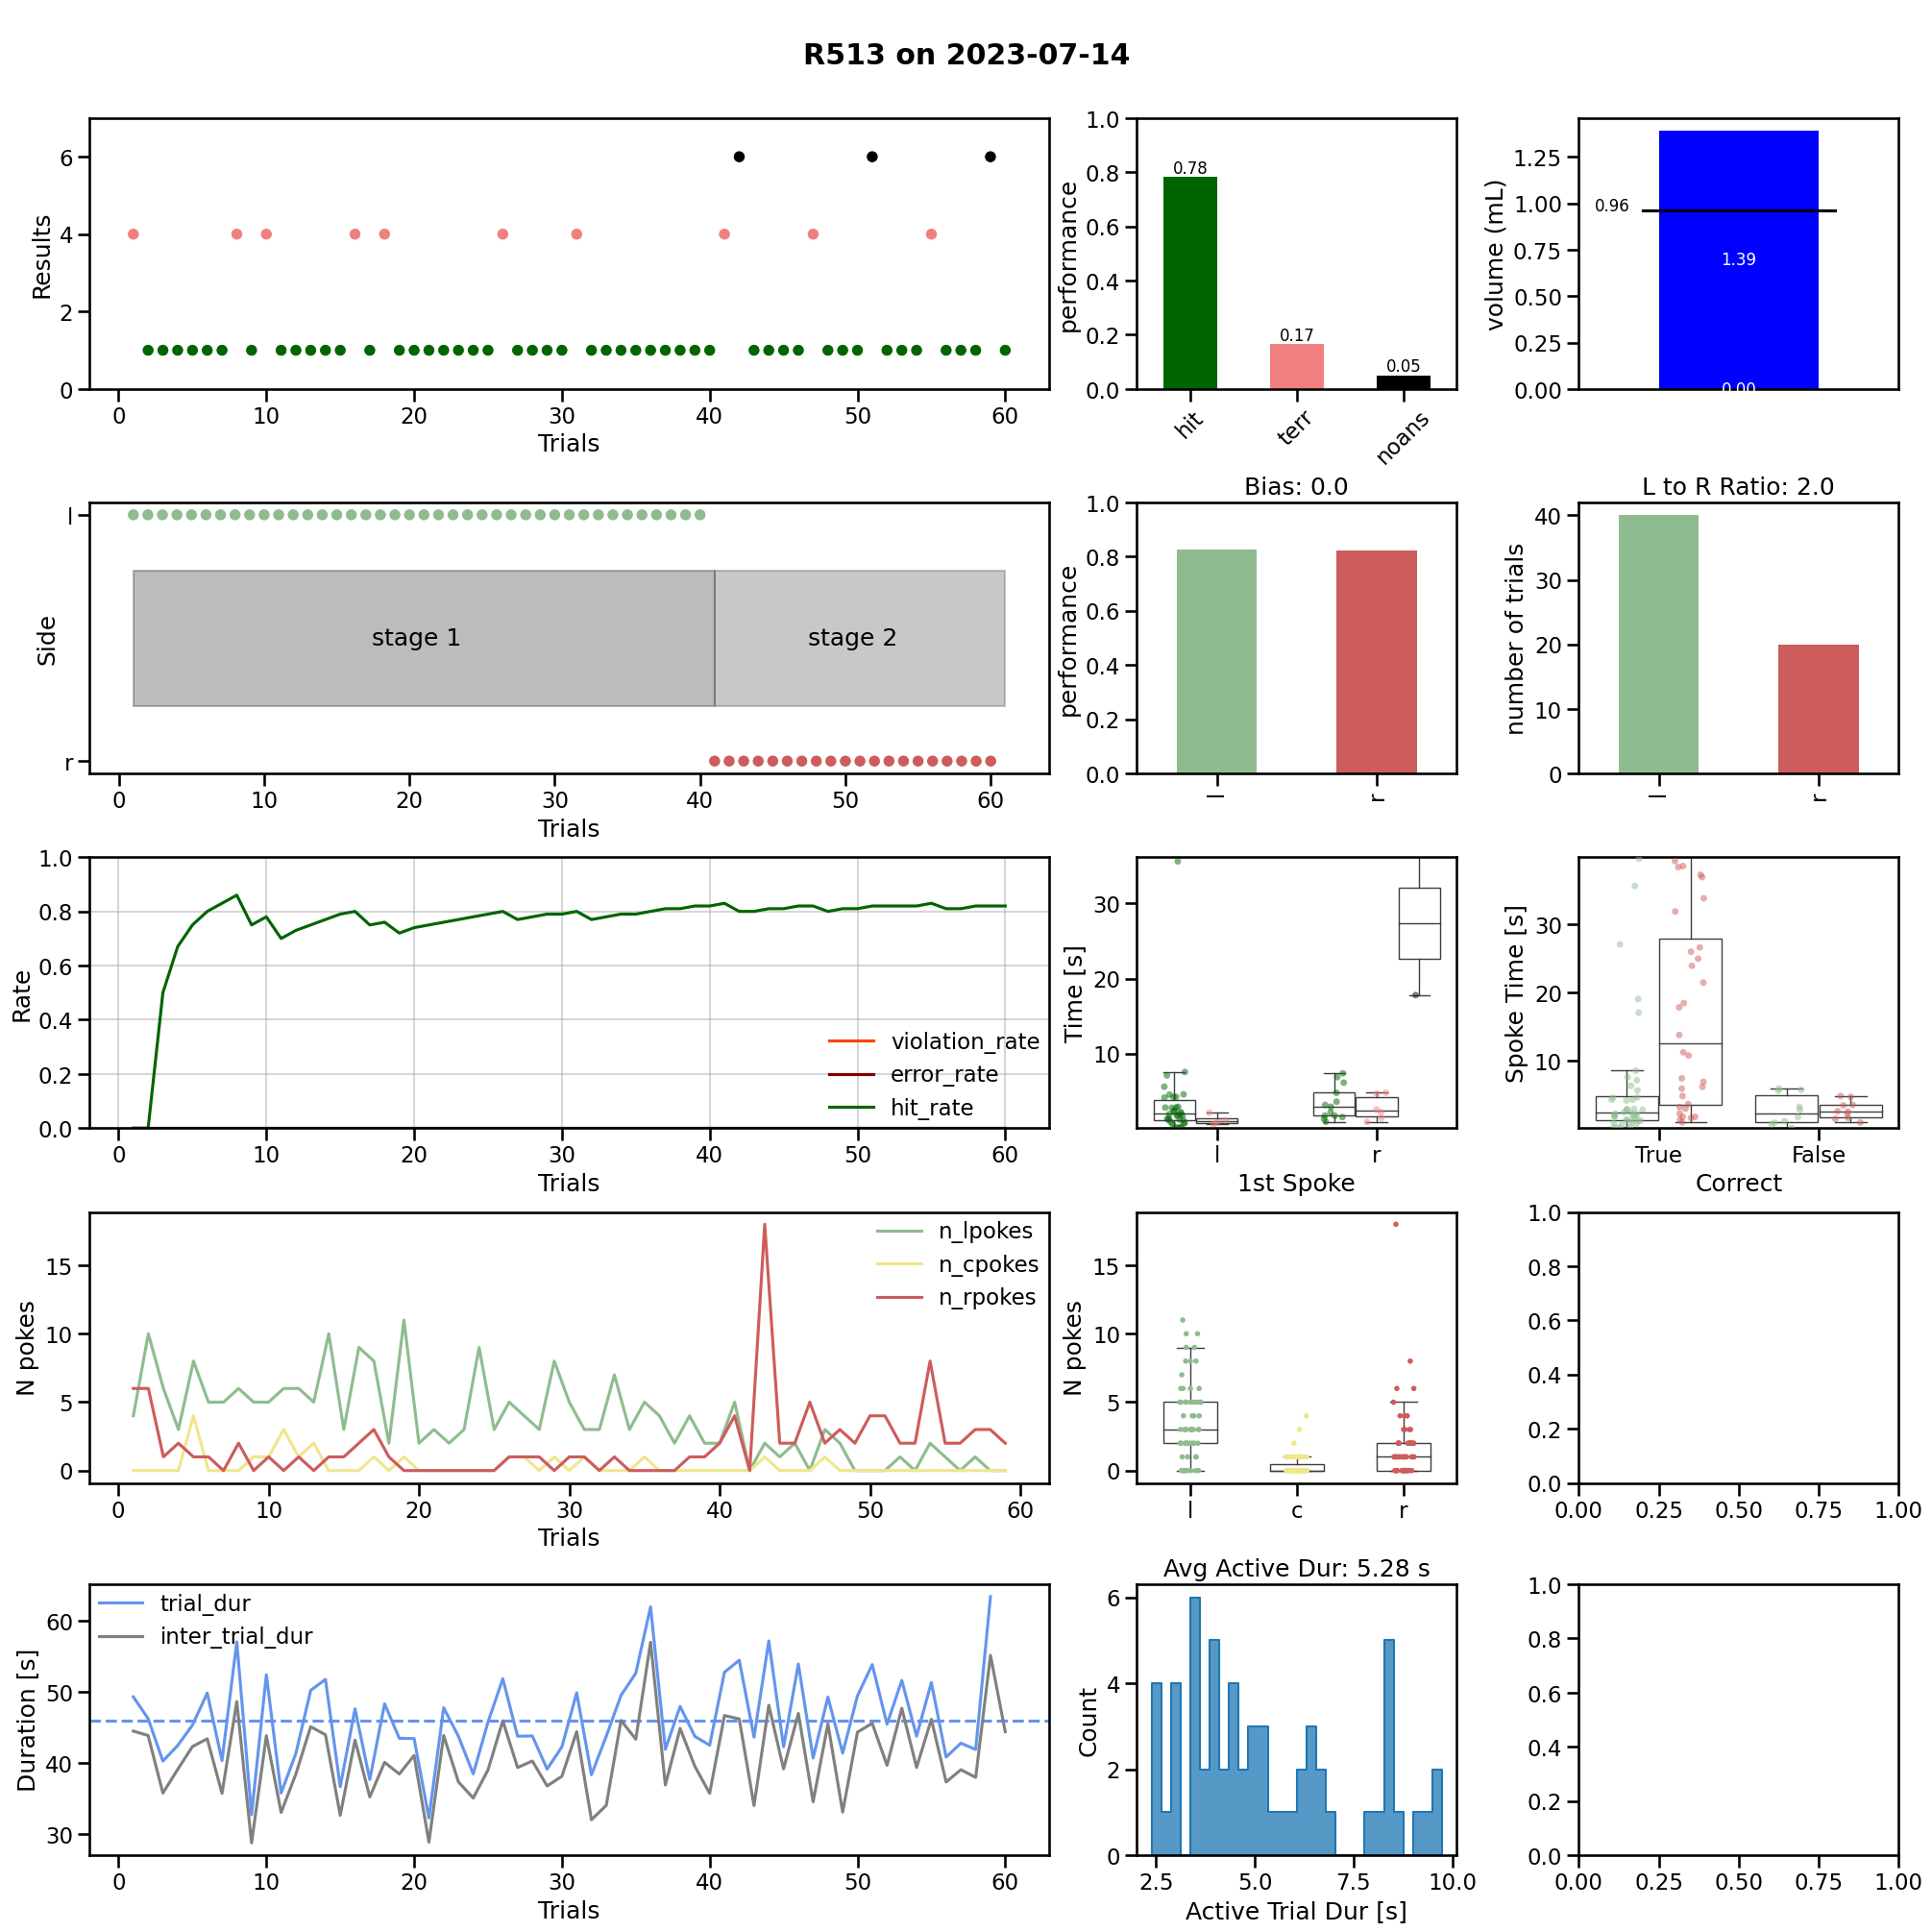 R513 on 2023-07-14
Results
6
4
2
0
0 10 20 30 40 50 60
Trials
performance
1.0
0.8
0.6
0.4
0.2
0.0
0.78
0.17
0.05
hit terr noans
volume (mL)
1.25
1.00
0.75
0.50
0.25
0.00
0.96
1.39
0.00
Side
l
r
stage 1 stage 2
0 10 20 30 40 50 60
Trials
Bias: 0.0
performance
1.0
0.8
0.6
0.4
0.2
0.0
l r
L to R Ratio: 2.0
number of trials
40
30
20
10
0
l r
Rate
1.0
0.8
0.6
0.4
0.2
0.0
violation_rate
error_rate
hit_rate
0 10 20 30 40 50 60
Trials
Time [s]
30
20
10
l r
1st Spoke
Spoke Time [s]
30
20
10
True False
Correct
N pokes
15
10
5
0
n_lpokes
n_cpokes
n_rpokes
0 10 20 30 40 50 60
Trials
N pokes
15
10
5
0
l c r
1.0
0.8
0.6
0.4
0.2
0.0
0.00 0.25 0.50 0.75 1.00
Duration [s]
60
50
40
30
trial_dur
inter_trial_dur
0 10 20 30 40 50 60
Trials
Avg Active Dur: 5.28 s
Count
6
4
2
0
2.5 5.0 7.5 10.0
Active Trial Dur [s]
1.0
0.8
0.6
0.4
0.2
0.0
0.00 0.25 0.50 0.75 1.00